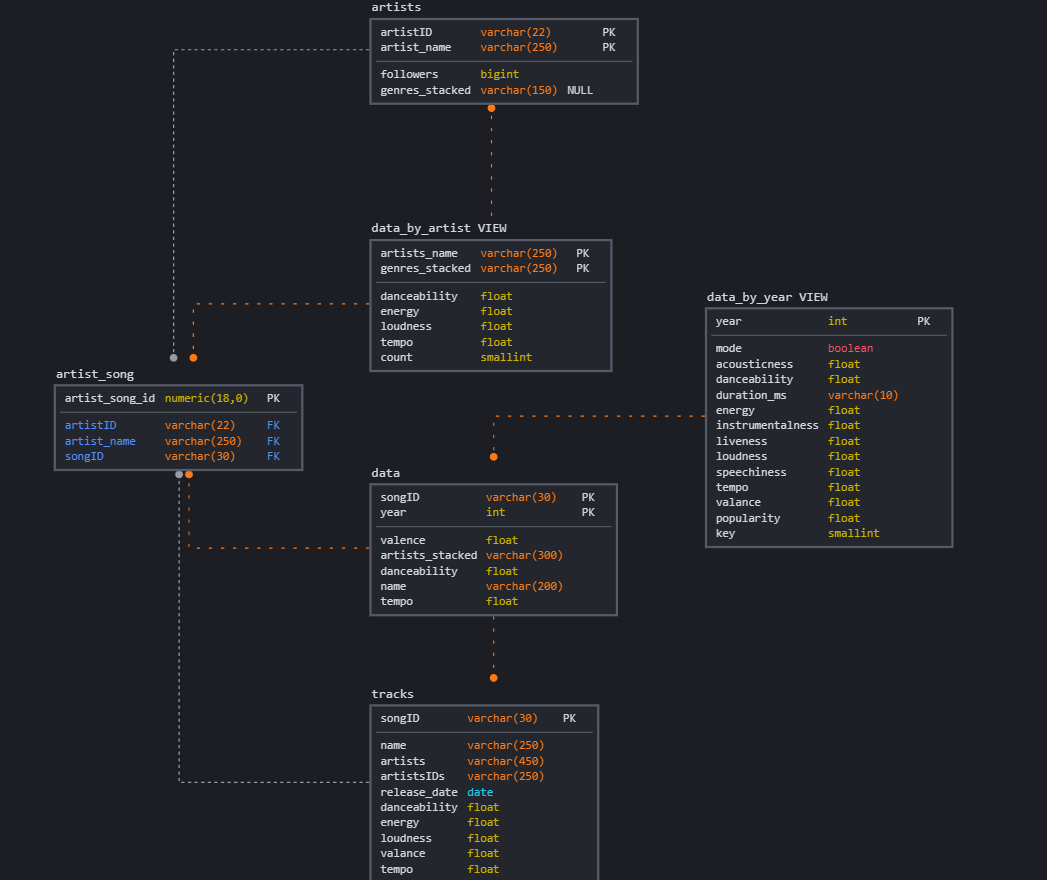 artists
artistID varchar(22) PK
artist_name varchar(250) PK
followers bigint
genres_stacked varchar(150) NULL
data_by_artist VIEW
artists_name varchar(250) PK
genres_stacked varchar(250) PK
danceability float
energy float
loudness float
tempo float
count smallint
data_by_year VIEW
year int PK
mode boolean
acousticness float
danceability float
duration_ms varchar(10)
energy float
instrumentalness float
liveness float
loudness float
speechiness float
tempo float
valance float
popularity float
key smallint
artist_song
artist_song_id numeric(18,0) PK
artistID varchar(22) FK
artist_name varchar(250) FK
songID varchar(30) FK
data
songID varchar(30) PK
year int PK
valence float
artists_stacked varchar(300)
danceability float
name varchar(200)
tempo float
tracks
songID varchar(30) PK
name varchar(250)
artists varchar(450)
artistsIDs varchar(250)
release_date date
danceability float
energy float
loudness float
valance float
tempo float